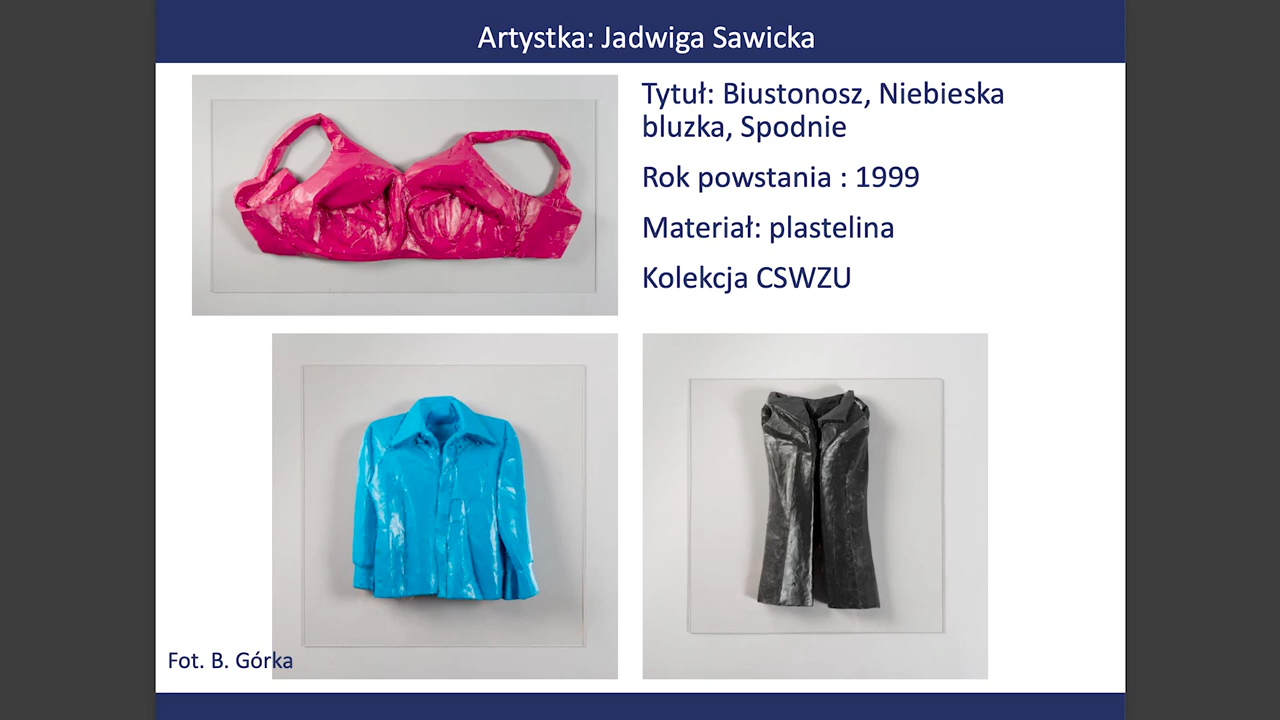 Artystka: Jadwiga Sawicka
Tytuł: Biustonosz, Niebieska
bluzka, Spodnie
Rok powstania : 1999
Materiał: plastelina
Kolekcja CSWZU
Fot. B. Górka